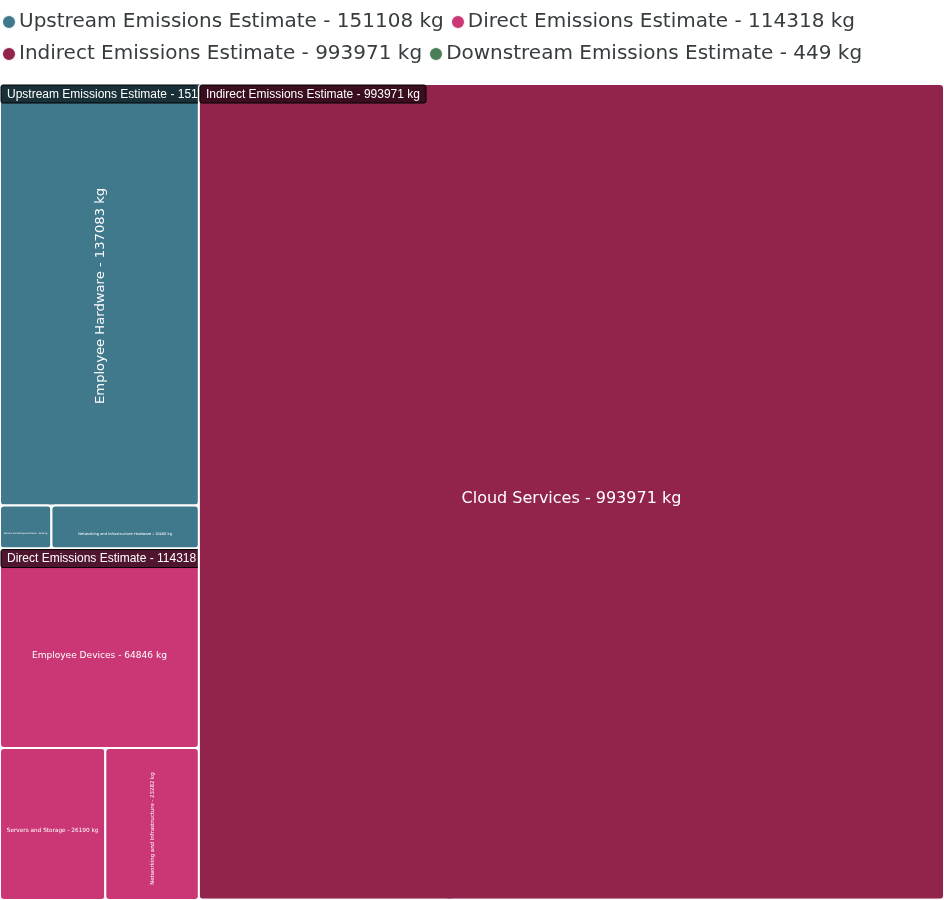 Upstream Emissions Estimate - 151108 kg
Direct Emissions Estimate - 114318 kg
Indirect Emissions Estimate - 993971 kg
Downstream Emissions Estimate - 449 kg
Upstream Emissions Estimate - 151
Indirect Emissions Estimate - 993971 kg
Employee Hardware - 137083 kg
Cloud Services - 993971 kg
Networking and Infrastructure Hardware -
Direct Emissions Estimate - 114318
Employee Devices - 64846 kg
Servers and Storage - 26190 kg
Networking and Infrastructure - 23282 kg